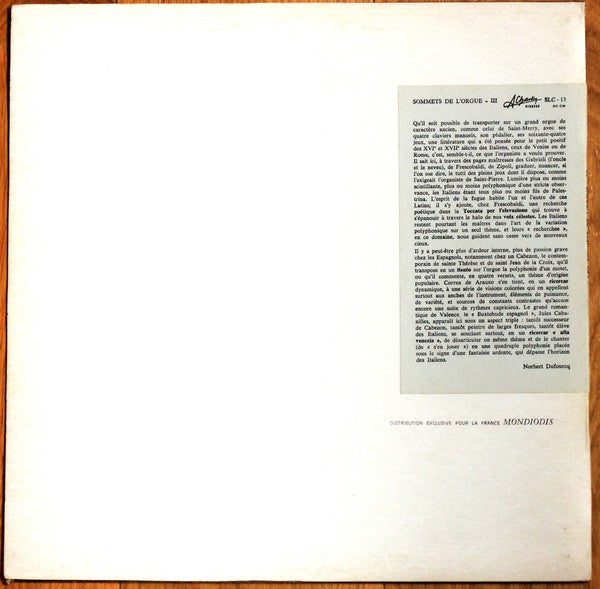 SOMMETS DE L'ORGUE - III A Charlin SLC - 13
DISQUES
Qu'il soit possible de transporter sur un grand orgue de
caractère ancien, comme celui de Saint-Merry, avec ses
quatre claviers manuels, son pédalier, ses soixante-quatre
jeux, une littérature qui a été pensée pour le petit positif
des XVIᵉ et XVIIᵉ siècles des Italiens, ceux de Venise ou de
Rome, c'est, semble-t-il, ce que l'organiste a voulu prouver.
Il sait ici, à travers des pages maîtresses des Gabrieli (l'oncle
et le neveu), de Frescobaldi, de Zipoli, graduer, nuancer, si
l'on ose dire, le tutti des pleins jeux dont il dispose, comme
l'exigeait l'organiste de Saint-Pierre. Lumière plus ou moins
scintillante, plus ou moins polyphonique d'une stricte obser-
vance, les Italiens étant tous plus ou moins fils de Pales-
trina. L'esprit de la fugue habite l'un et l'autre de ces
Latins; il s'y ajoute, chez Frescobaldi, une recherche
poétique dans la Toccata per l'elevazione qui trouve à
s'épanouir à travers le halo de nos voix célestes. Les Italiens
restent pourtant les maîtres dans l'art de la variation
polyphonique sur un seul thème, et leurs « recherches »,
en ce domaine, nous guident sans cesse vers de nouveaux
cieux.
Il y a peut-être plus d'ardeur interne, plus de passion grave
chez les Espagnols, notamment chez un Cabezon, le contem-
porain de sainte Thérèse et de saint Jean de la Croix, qu'il
transpose en un tiento sur l'orgue la polyphonie d'un motet,
ou qu'il commente, en quatre versets, un thème d'origine
populaire. Correa de Arauxo s'en tient, en un ricercar
dynamique, à une série de visions colorées qui en appellent
surtout aux anches de l'instrument, éléments de puissance,
de variété, et sources de contrastes constants qu'accuse
encore une suite de rythmes capricieux. Le grand roman-
tique de Valence, le « Buxtehude espagnol », Jules Caba-
nilles, apparaît ici sous un aspect triple : tantôt successeur
de Cabezon, tantôt peintre de larges fresques, tantôt élève
des Italiens, se souciant surtout, en un ricercar « alla
venezia », de désarticuler un même thème et de le chanter
(de « s'en jouer ») en une quadruple polyphonie placée
sous le signe d'une fantaisie ardente, qui dépasse l'horizon
des Italiens.
Norbert Dufourcq
DISTRIBUTION EXCLUSIVE POUR LA FRANCE MONDIODIS